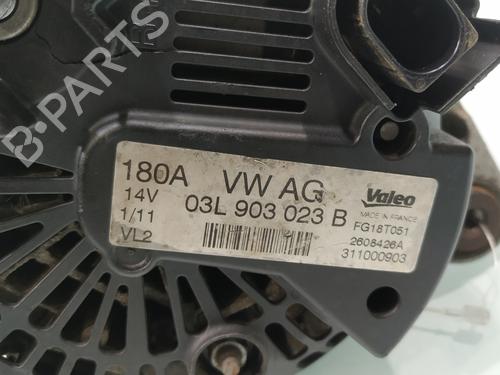 B-PARTS
180A VW AG Valeo
14V 03L 903 023 B MADE IN FRANCE
1/11 FG18T051
VL2 2608426A
311000903